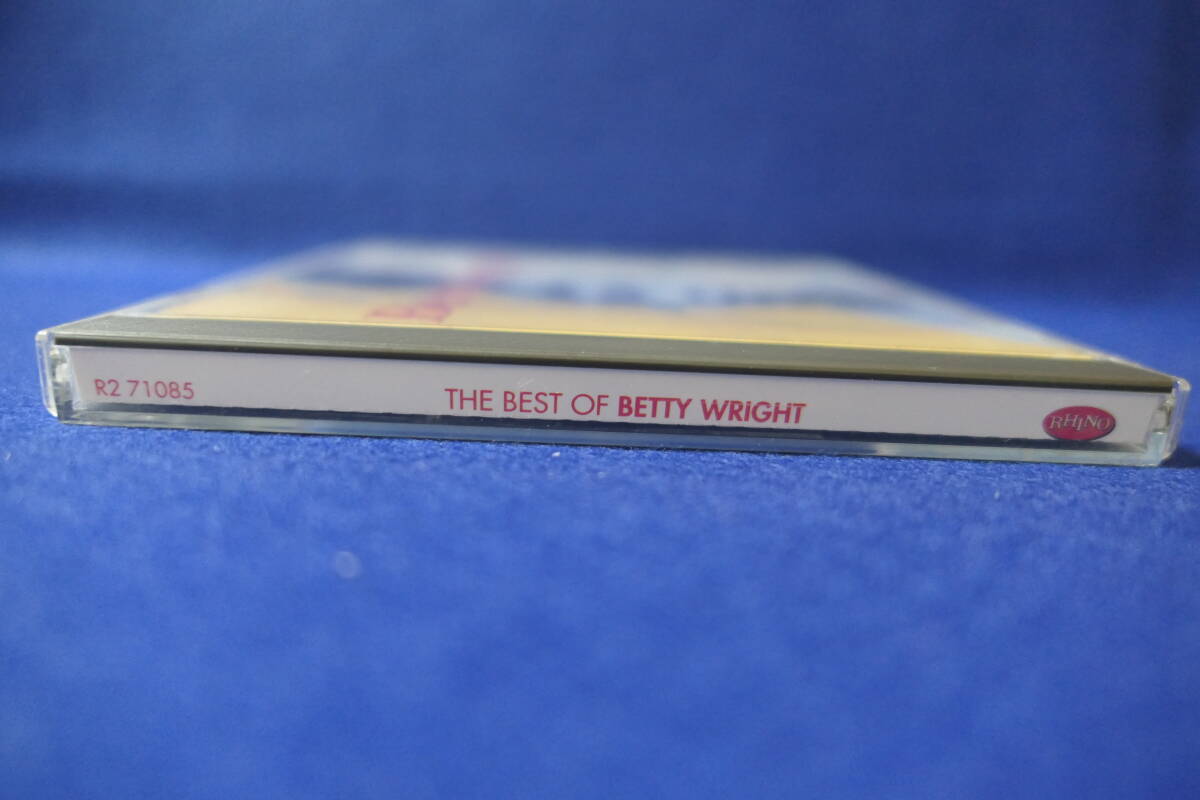 R2 71085
THE BEST OF BETTY WRiGHT
RHINO